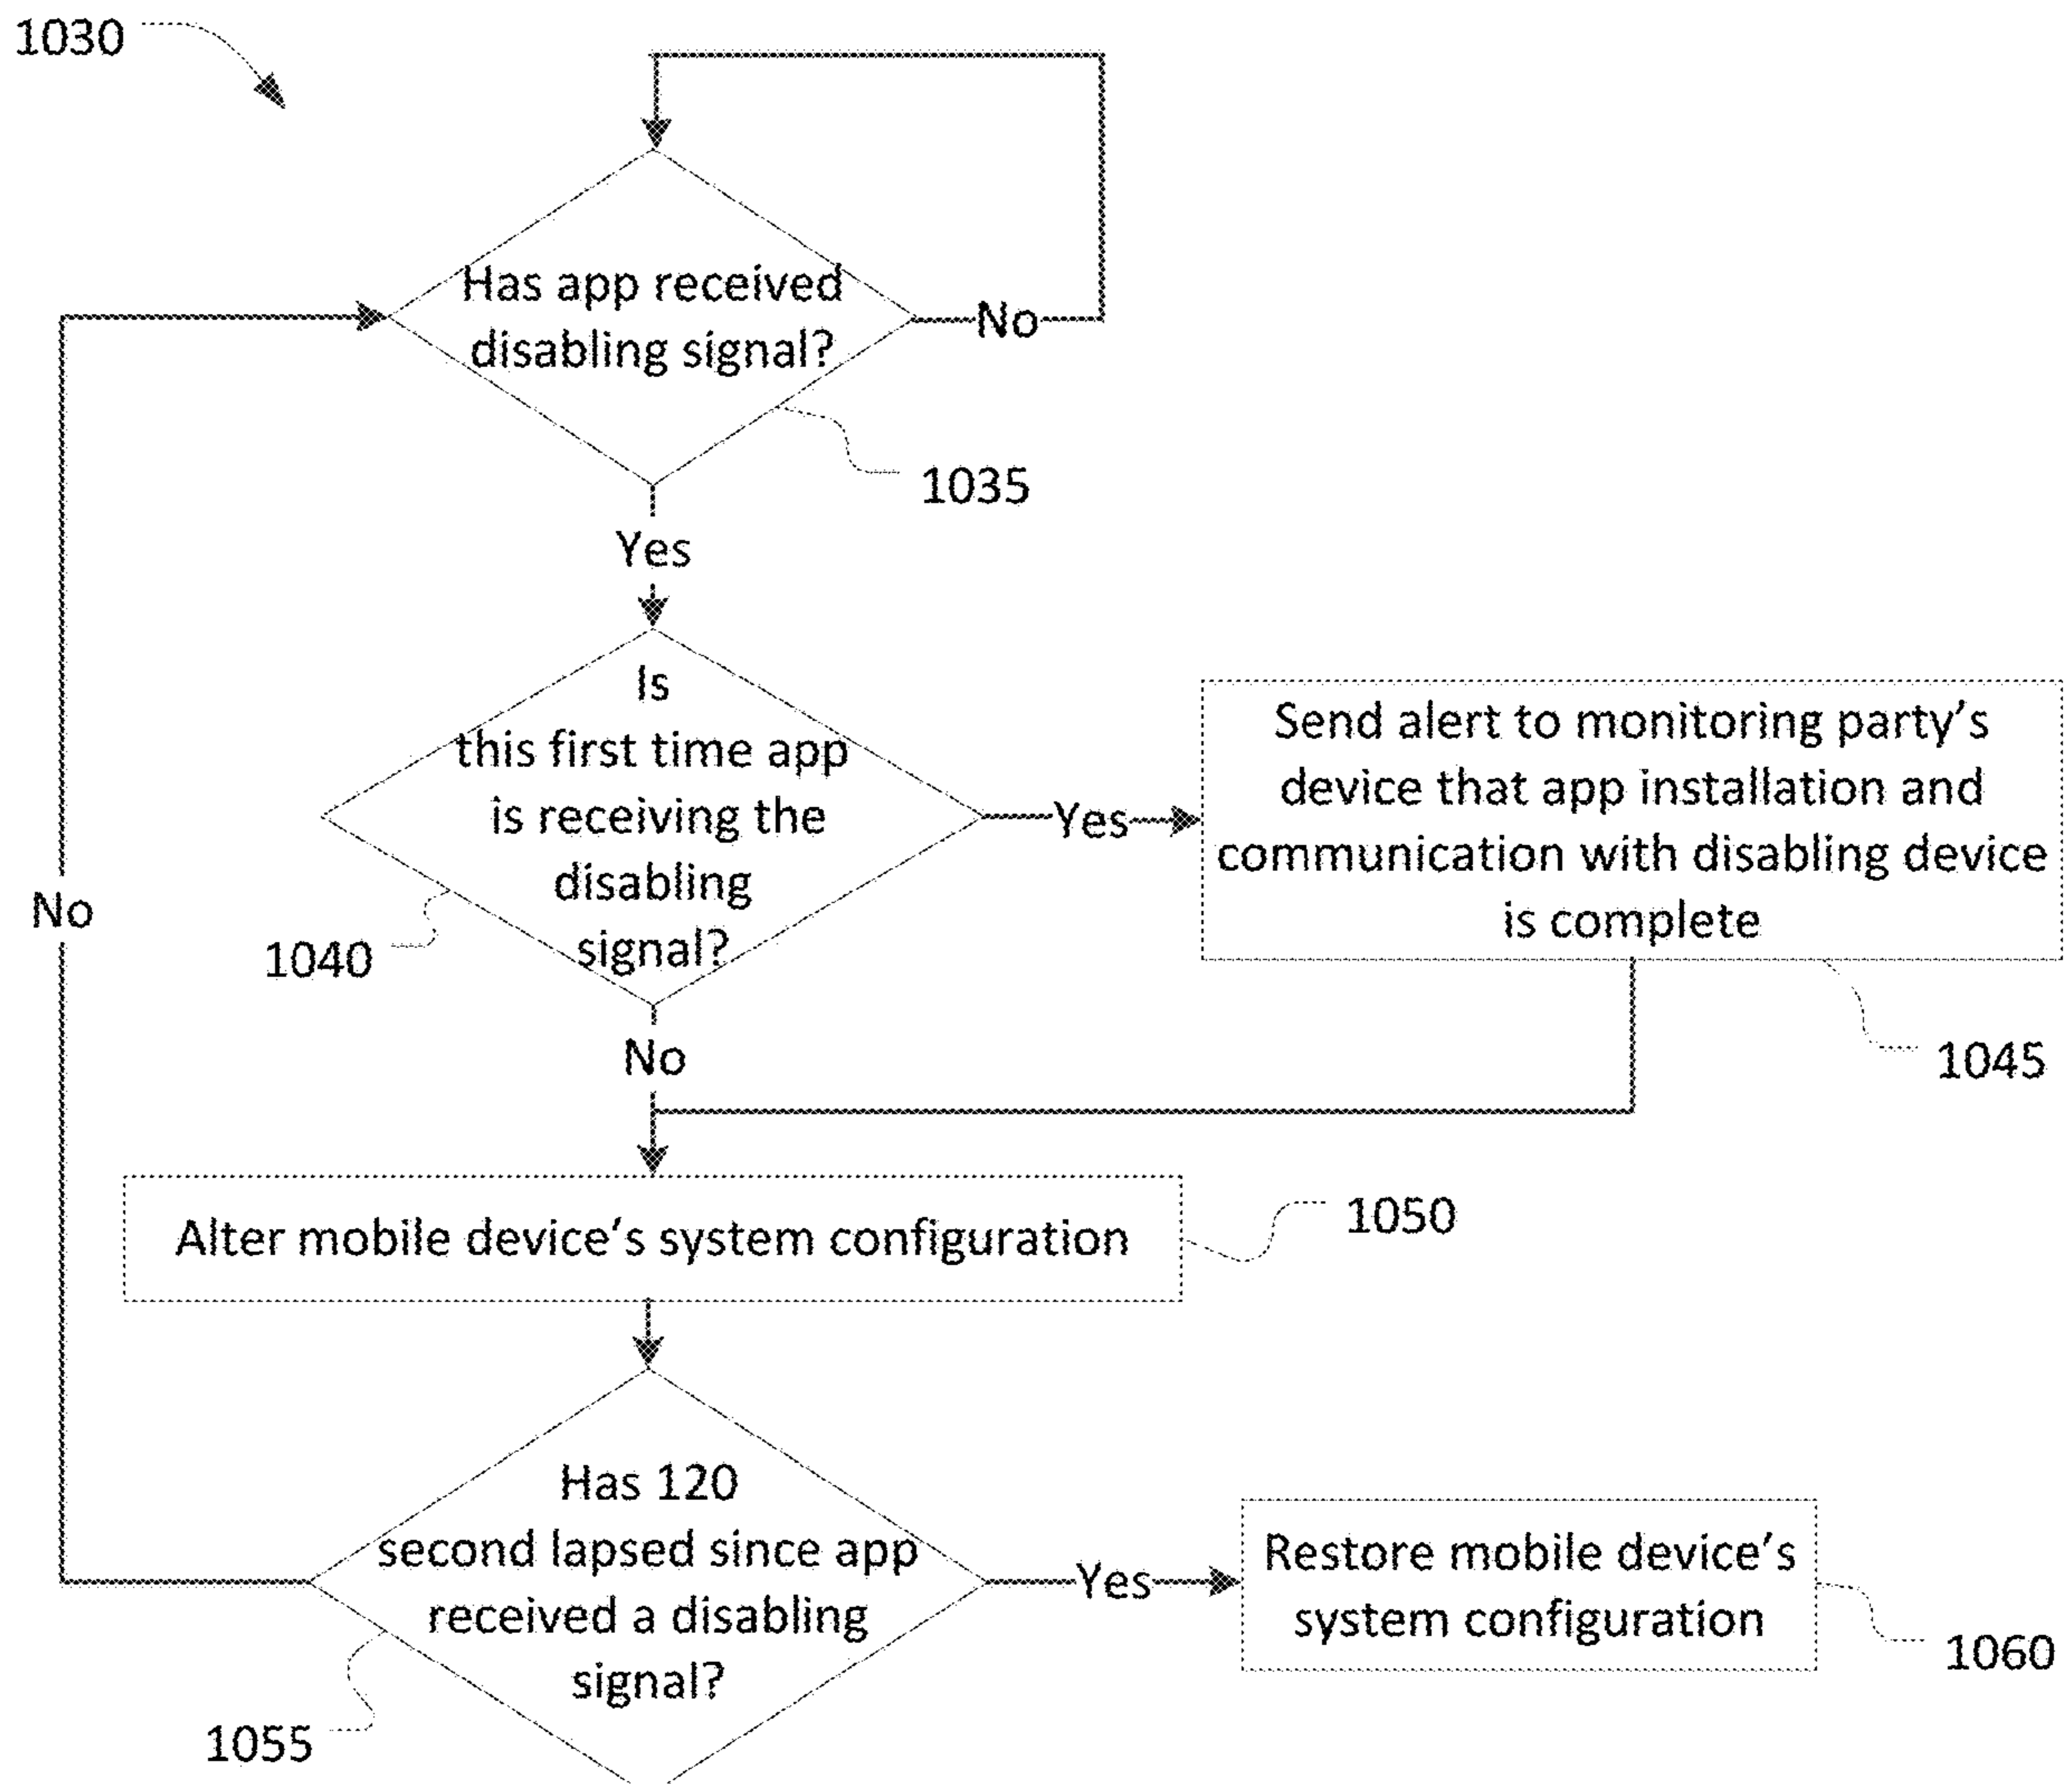 1030
Has app received
disabling signal?
No
1035
Yes
Is
this first time app
is receiving the
disabling
signal?
1040
Yes
Send alert to monitoring party's
device that app installation and
communication with disabling device
is complete
1045
No
No
Alter mobile device's system configuration
1050
Has 120
second lapsed since app
received a disabling
signal?
1055
Yes
Restore mobile device's
system configuration
1060